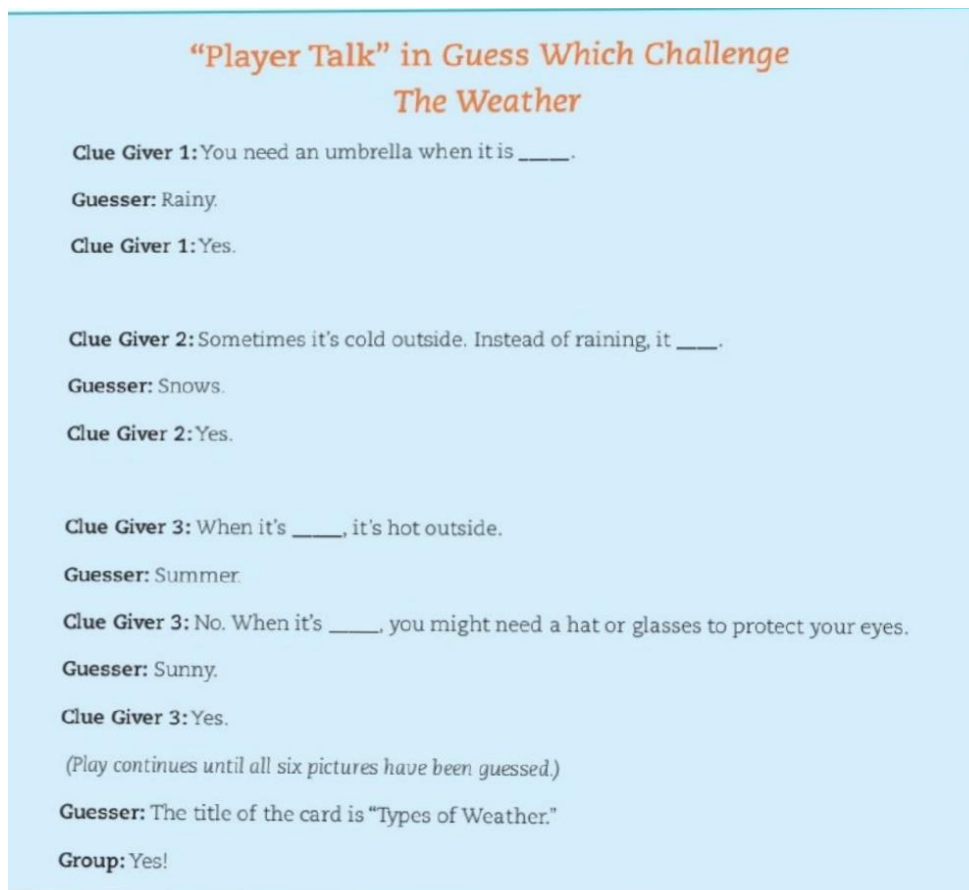 “Player Talk” in Guess Which Challenge
The Weather
Clue Giver 1: You need an umbrella when it is _____.
Guesser: Rainy.
Clue Giver 1: Yes.
Clue Giver 2: Sometimes it’s cold outside. Instead of raining, it ____.
Guesser: Snows.
Clue Giver 2: Yes.
Clue Giver 3: When it’s _____, it’s hot outside.
Guesser: Summer.
Clue Giver 3: No. When it’s _____, you might need a hat or glasses to protect your eyes.
Guesser: Sunny.
Clue Giver 3: Yes.
(Play continues until all six pictures have been guessed.)
Guesser: The title of the card is “Types of Weather.”
Group: Yes!